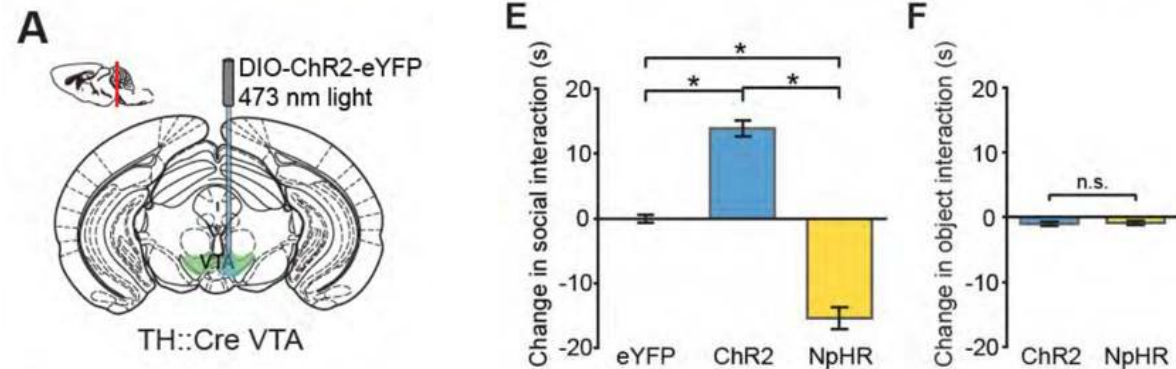 A
DIO-ChR2-eYFP
473 nm light
VTA
TH::Cre VTA
E
Change in social interaction (s)
*
*
*
20
10
0
-10
-20
eYFP
ChR2
NpHR
F
Change in object interaction (s)
20
10
0
-10
-20
n.s.
ChR2
NpHR